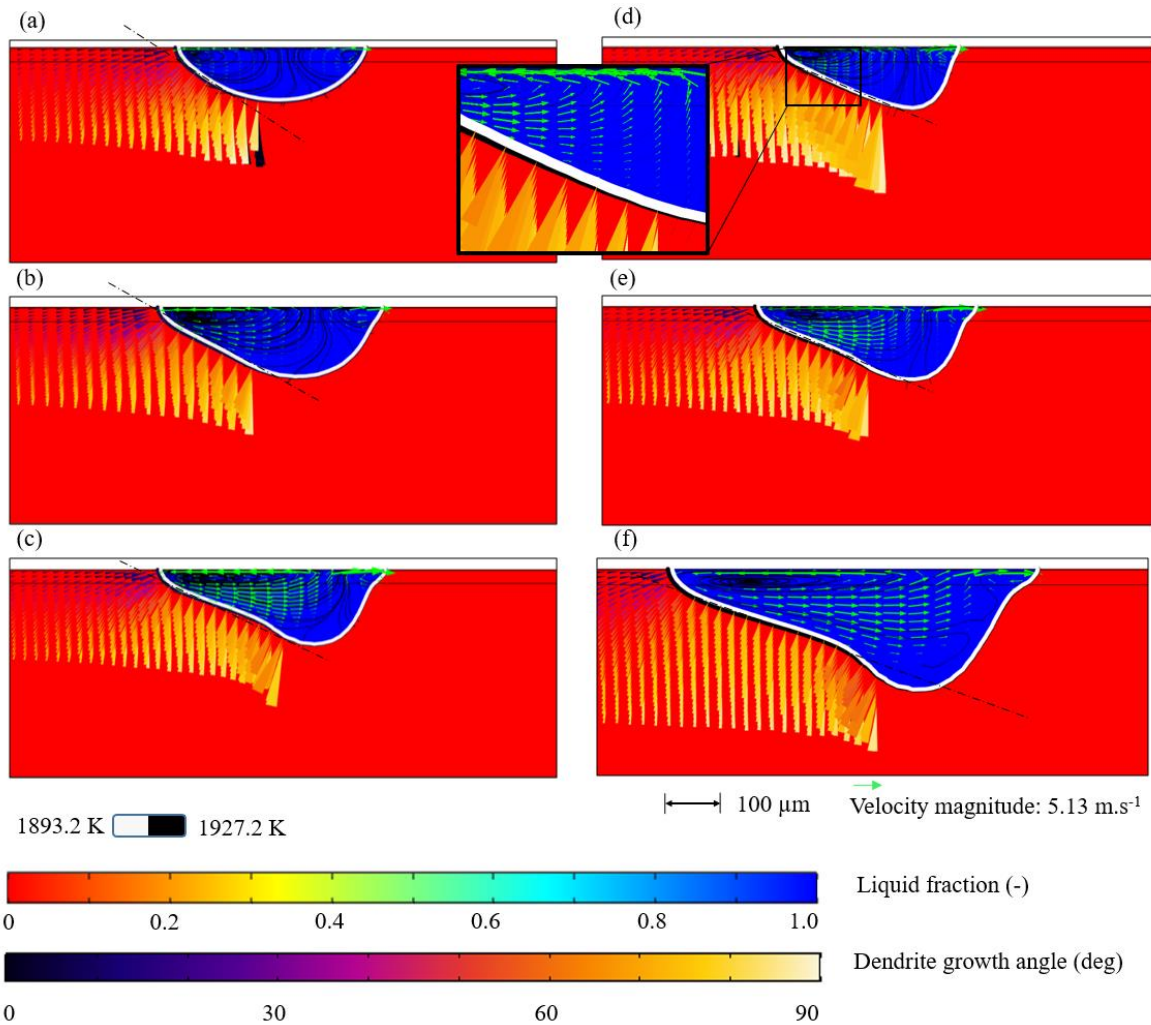 (a)
(d)
(b)
(e)
(c)
(f)
1893.2 K 1927.2 K
100 µm
Velocity magnitude: 5.13 m.s⁻¹
Liquid fraction (-)
0 0.2 0.4 0.6 0.8 1.0
Dendrite growth angle (deg)
0 30 60 90